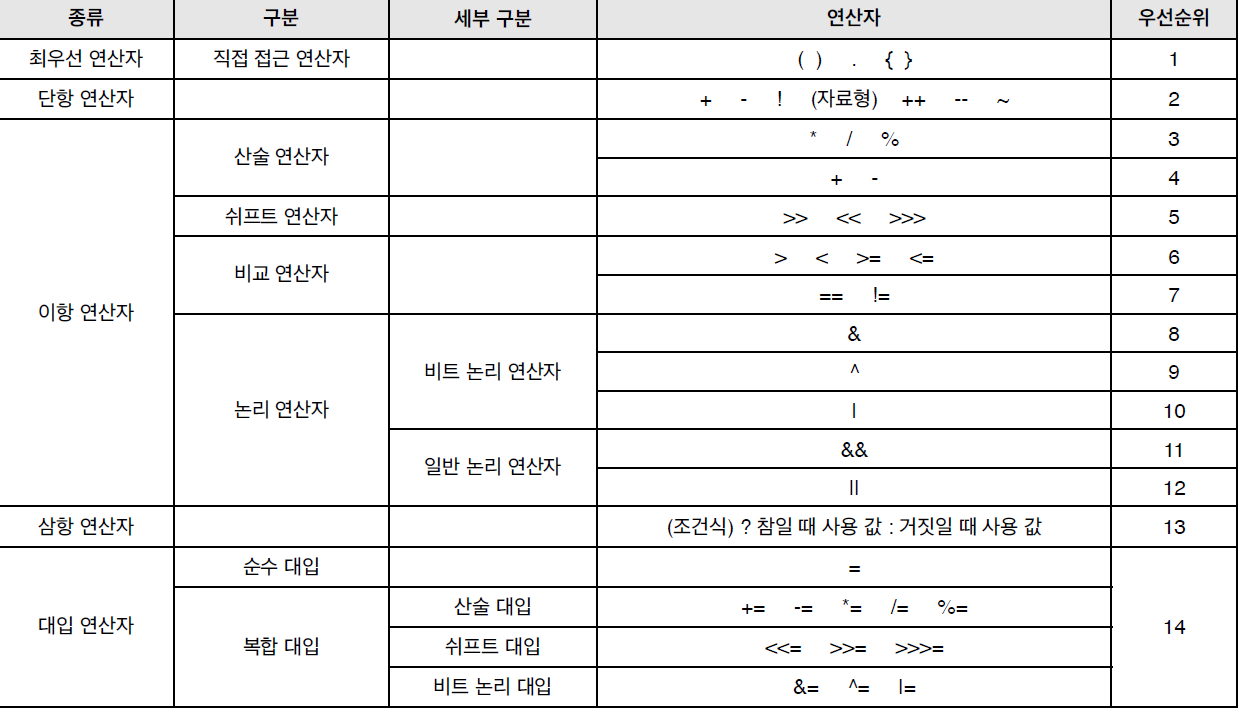 종류 구분 세부 구분 연산자 우선순위
최우선 연산자 직접 접근 연산자 ( ) . { } 1
단항 연산자 + - ! (자료형) ++ -- ~ 2
이항 연산자 산술 연산자 * / % 3
+ - 4
쉬프트 연산자 >> << >>> 5
비교 연산자 > < >= <= 6
== != 7
논리 연산자 비트 논리 연산자 & 8
^ 9
| 10
일반 논리 연산자 && 11
|| 12
삼항 연산자 (조건식) ? 참일 때 사용 값 : 거짓일 때 사용 값 13
대입 연산자 순수 대입 = 14
복합 대입 산술 대입 += -= *= /= %=
쉬프트 대입 <<= >>= >>>=
비트 논리 대입 &= ^= |=